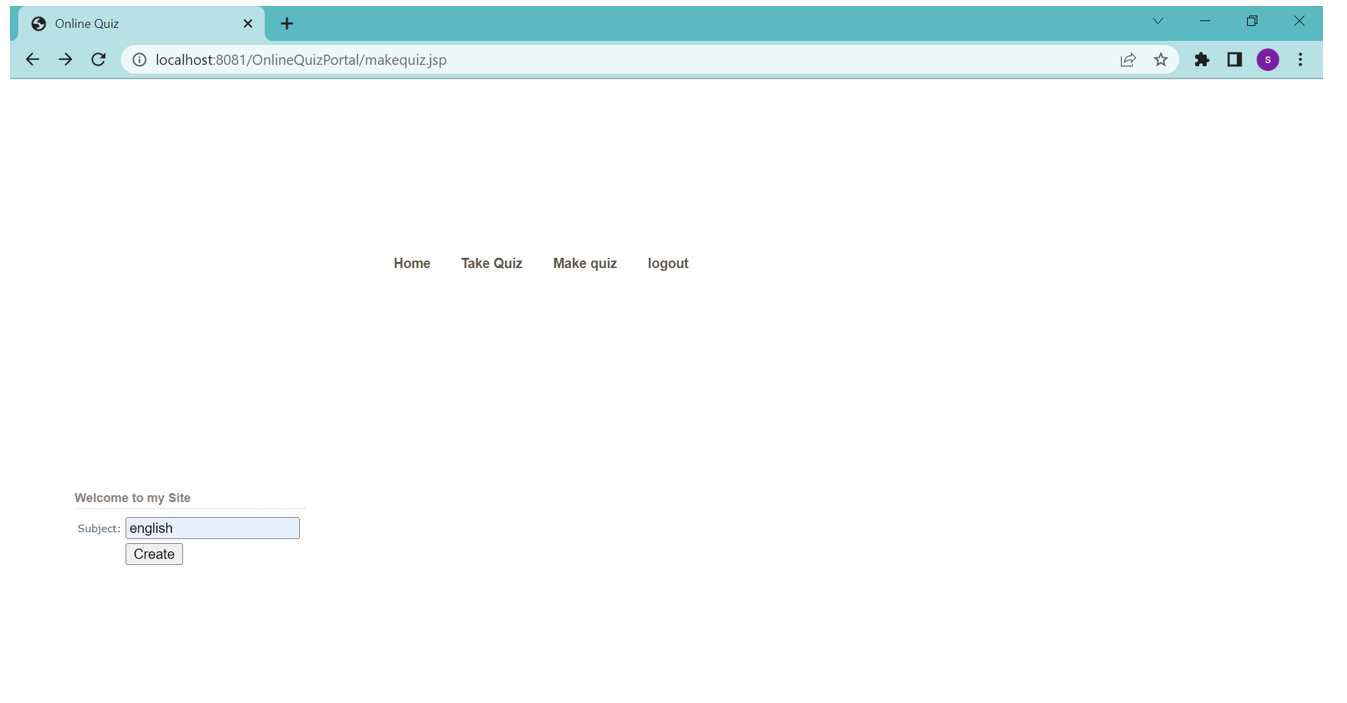 Online Quiz
localhost:8081/OnlineQuizPortal/makequiz.jsp
s
Home Take Quiz Make quiz logout
Welcome to my Site
Subject: english
Create